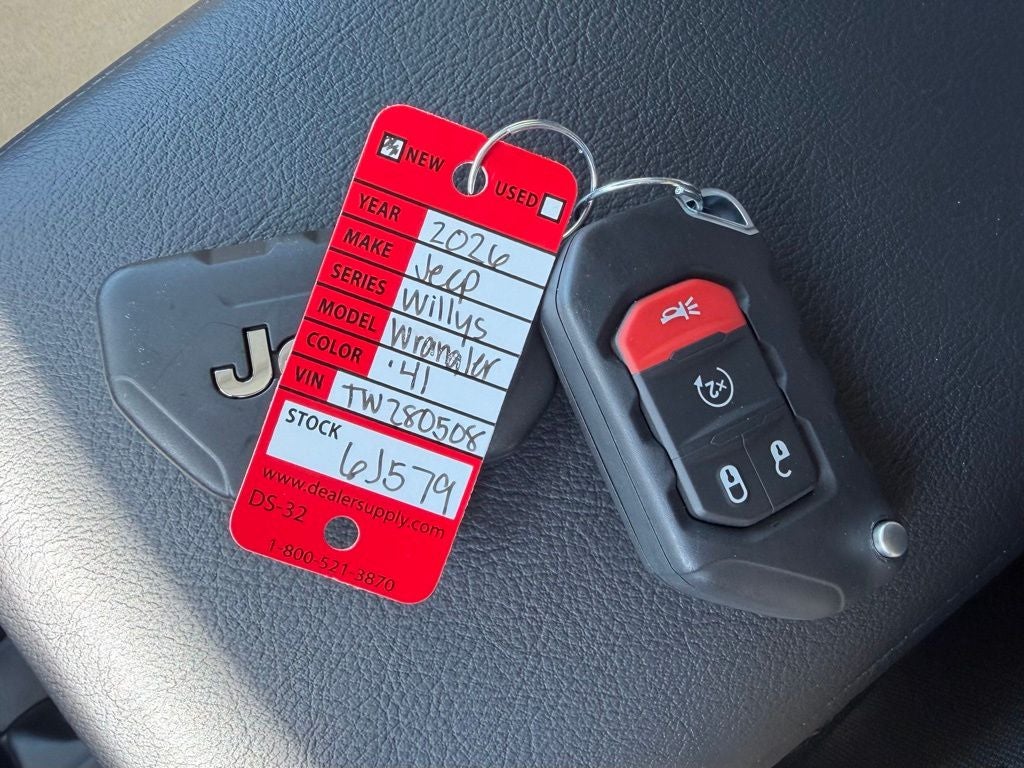 NEW
USED
YEAR 2026
MAKE Jeep
SERIES Willys
MODEL Wrangler
COLOR '41
VIN TW280508
STOCK 6J579
www.dealersupply.com
DS-32
1-800-521-3870
J
x2